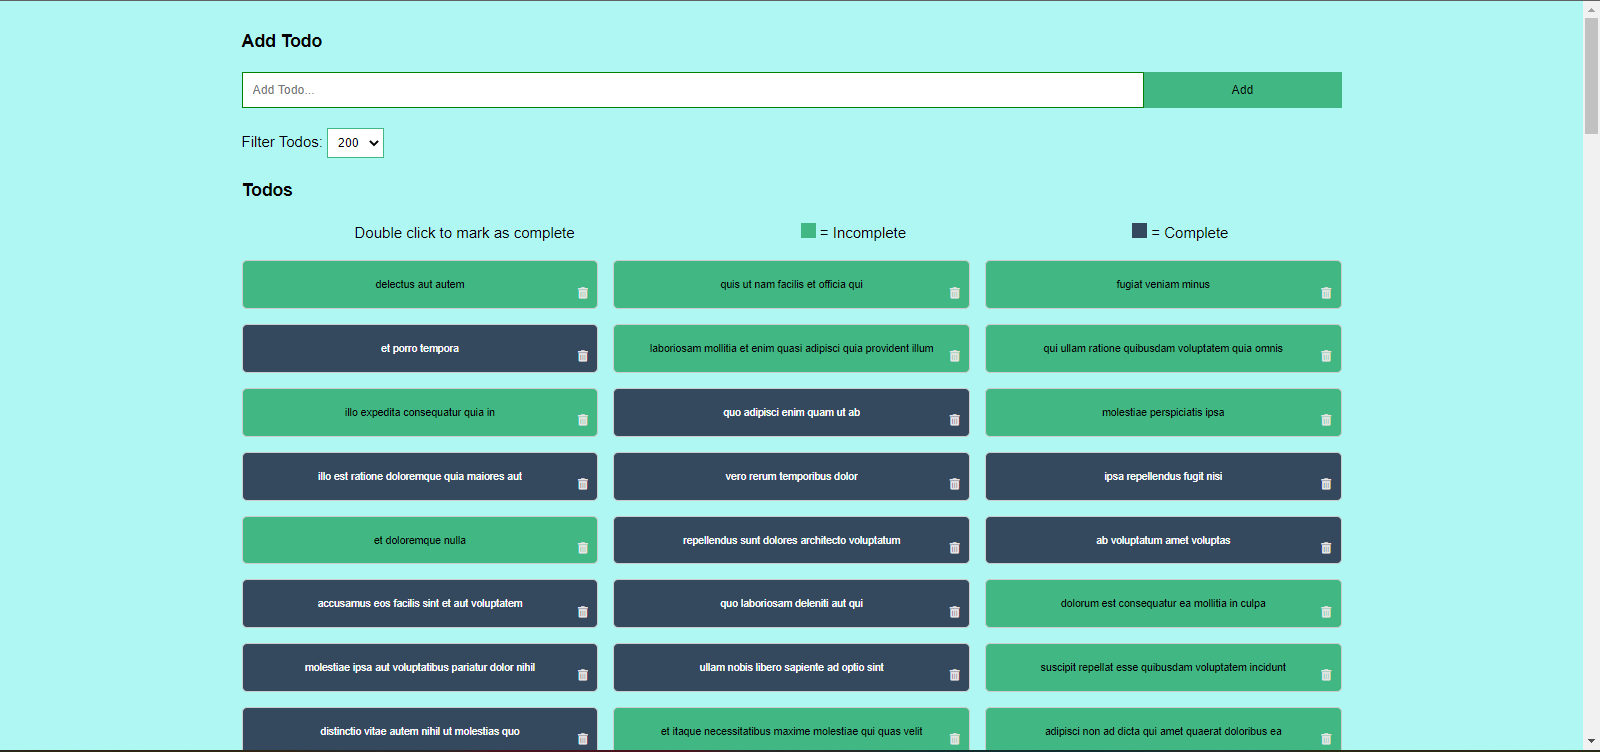 Add Todo
Add Todo...
Add
Filter Todos: 200
Todos
Double click to mark as complete
= Incomplete
= Complete
delectus aut autem
quis ut nam facilis et officia qui
fugiat veniam minus
et porro tempora
laboriosam mollitia et enim quasi adipisci quia provident illum
qui ullam ratione quibusdam voluptatem quia omnis
illo expedita consequatur quia in
quo adipisci enim quam ut ab
molestiae perspiciatis ipsa
illo est ratione doloremque quia maiores aut
vero rerum temporibus dolor
ipsa repellendus fugit nisi
et doloremque nulla
repellendus sunt dolores architecto voluptatum
ab voluptatum amet voluptas
accusamus eos facilis sint et aut voluptatem
quo laboriosam deleniti aut qui
dolorum est consequatur ea mollitia in culpa
molestiae ipsa aut voluptatibus pariatur dolor nihil
ullam nobis libero sapiente ad optio sint
suscipit repellat esse quibusdam voluptatem incidunt
distinctio vitae autem nihil ut molestias quo
et itaque necessitatibus maxime molestiae qui quas velit
adipisci non ad dicta qui amet quaerat doloribus ea